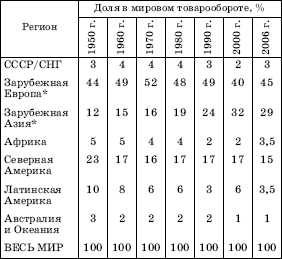 Регион Доля в мировом товарообороте, %
1950 г. 1960 г. 1970 г. 1980 г. 1990 г. 2000 г. 2006 г.
СССР/СНГ 3 4 4 4 3 2 3
Зарубежная 44 49 52 48 49 40 45
Европа*
Зарубежная 12 15 16 19 24 32 29
Азия*
Африка 5 5 4 4 2 2 3,5
Северная 23 17 16 17 17 17 15
Америка
Латинская 10 8 6 6 3 6 3,5
Америка
Австралия 3 2 2 2 2 1 1
и Океания
ВЕСЬ МИР 100 100 100 100 100 100 100